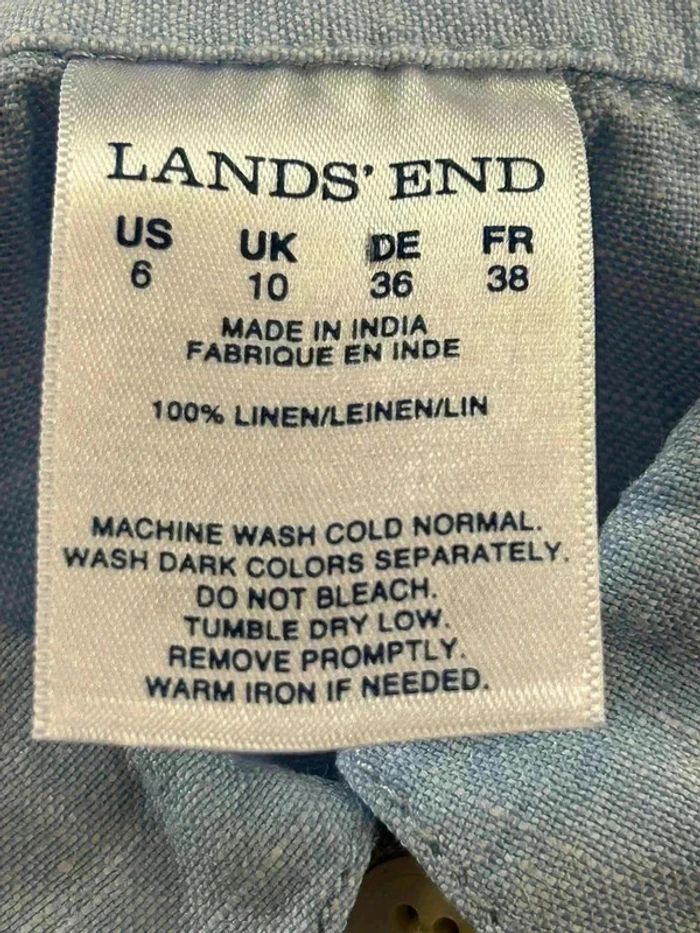 LANDS' END
US UK DE FR
6 10 36 38
MADE IN INDIA
FABRIQUE EN INDE
100% LINEN/LEINEN/LIN
MACHINE WASH COLD NORMAL.
WASH DARK COLORS SEPARATELY.
DO NOT BLEACH.
TUMBLE DRY LOW.
REMOVE PROMPTLY.
WARM IRON IF NEEDED.